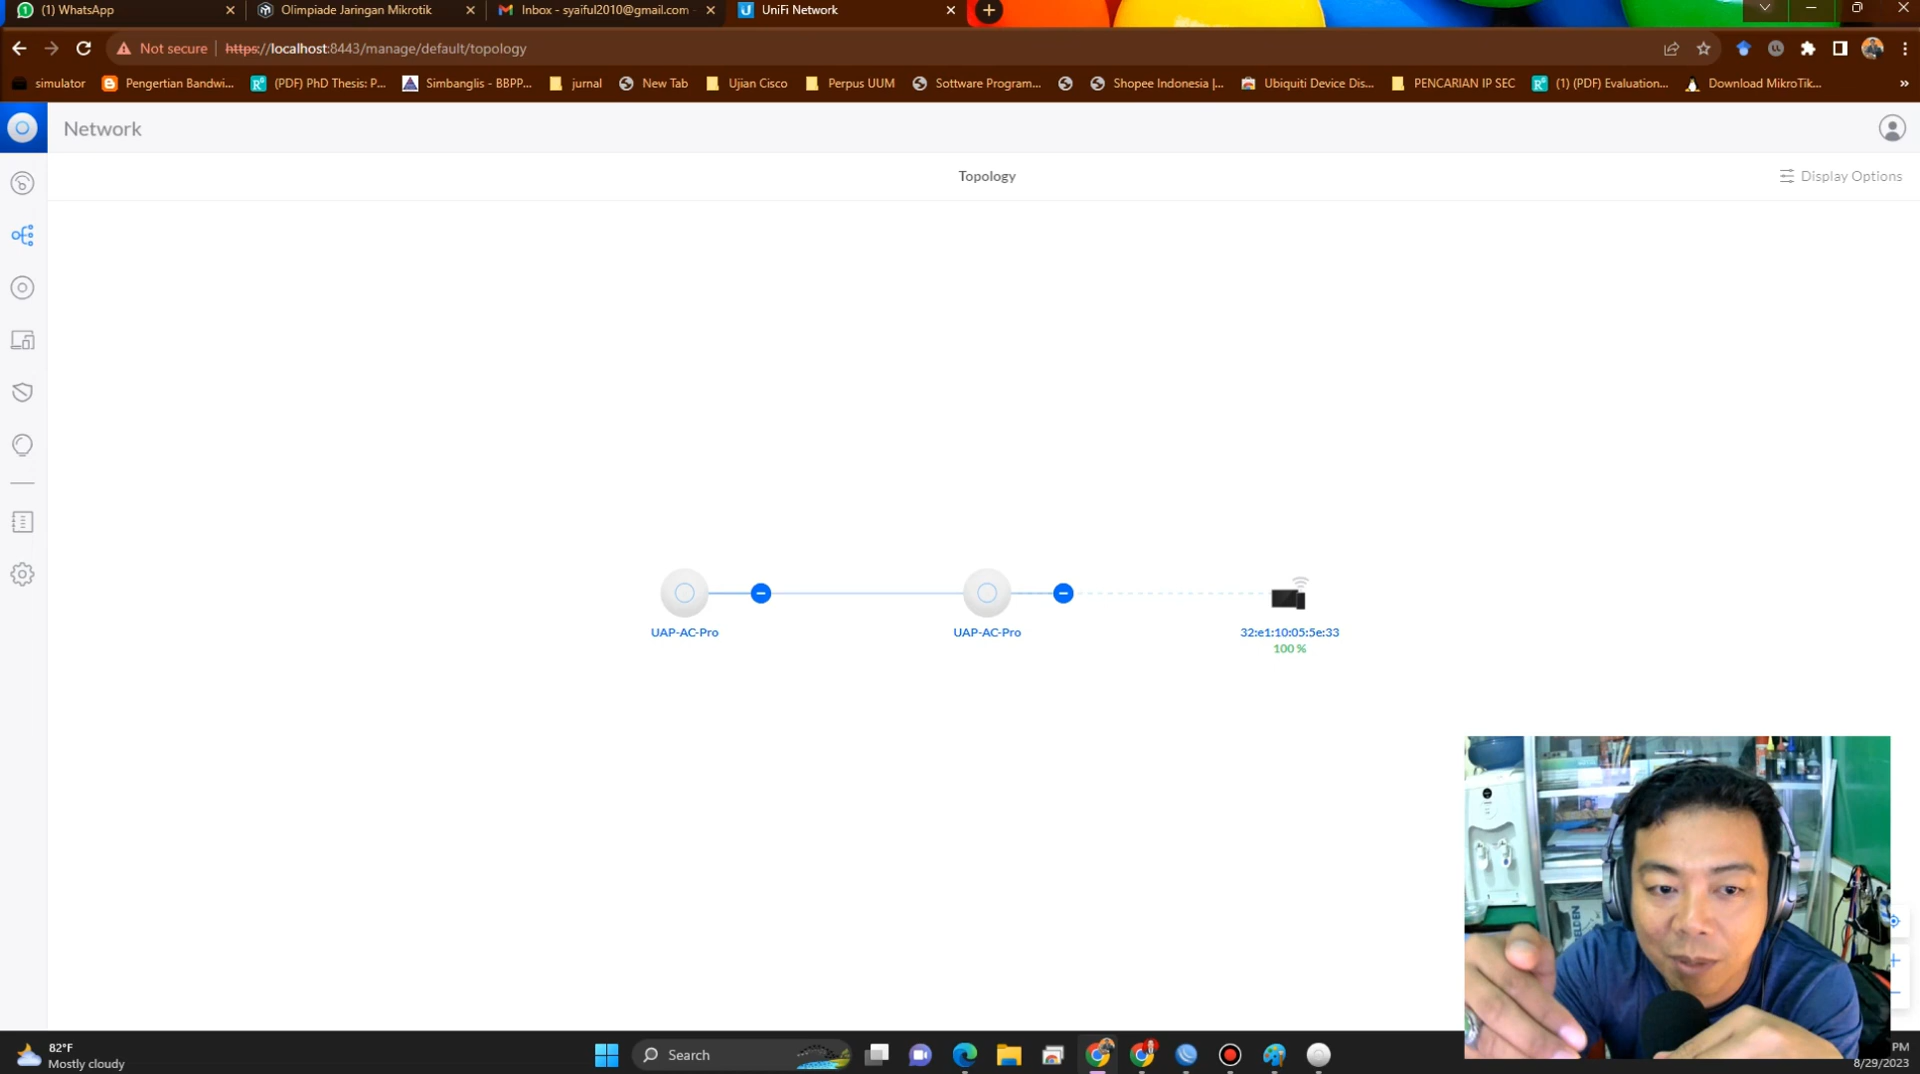 (1) WhatsApp
Olimpiade Jaringan Mikrotik
Inbox - syaiful2010@gmail.com
UniFi Network
Not secure
https://localhost:8443/manage/default/topology
simulator
Pengertian Bandwi...
(PDF) PhD Thesis: P...
Simbanglis - BBPP...
jurnal
New Tab
Ujian Cisco
Perpus UUM
Software Program...
Shopee Indonesia |...
Ubiquiti Device Dis...
PENCARIAN IP SEC
(1) (PDF) Evaluation...
Download MikroTik...
Network
Topology
Display Options
UAP-AC-Pro
UAP-AC-Pro
32:e1:10:05:5e:33
100 %
82°F
Mostly cloudy
Search
PM
8/29/2023